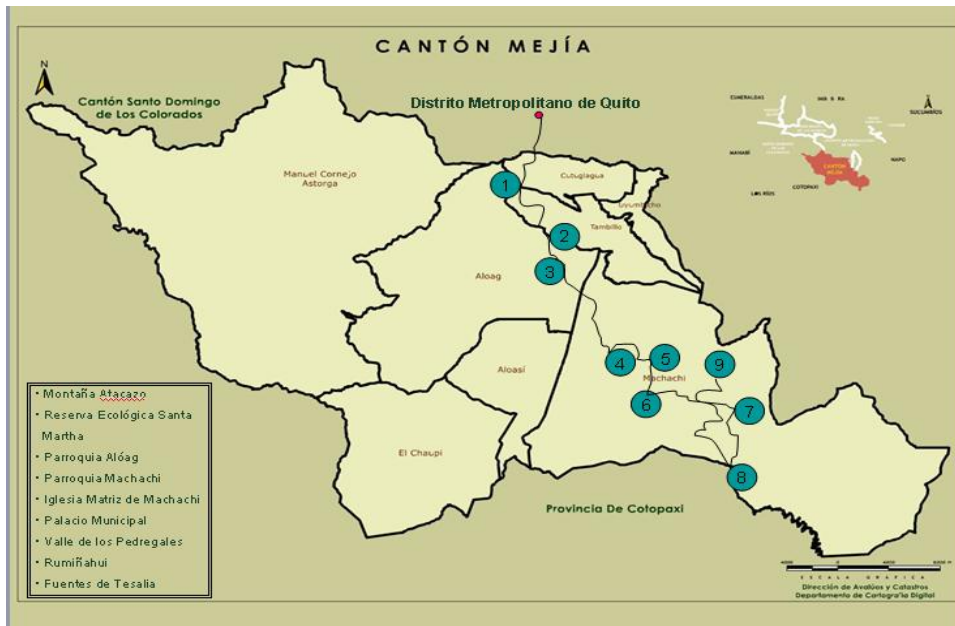 CANTÓN MEJÍA
N
Cantón Santo Domingo
de Los Colorados
Distrito Metropolitano de Quito
ESMERALDAS
SUCUMBÍOS
MANABÍ
NAPO
CANTÓN
MEJÍA
COTOPAXI
LOS RÍOS
Manuel Cornejo
Astorga
Cutuglagua
1
Uyumbicho
Tambillo
2
3
Aloag
4
5
9
Aloasí
Machachi
6
7
El Chaupi
8
Provincia De Cotopaxi
• Montaña Atacazo
• Reserva Ecológica Santa
Martha
• Parroquia Alóag
• Parroquia Machachi
• Iglesia Matriz de Machachi
• Palacio Municipal
• Valle de los Pedregales
• Rumiñahui
• Fuentes de Tesalia
ESCALA GRÁFICA
Dirección de Avalúos y Catastros
Departamento de Cartografía Digital